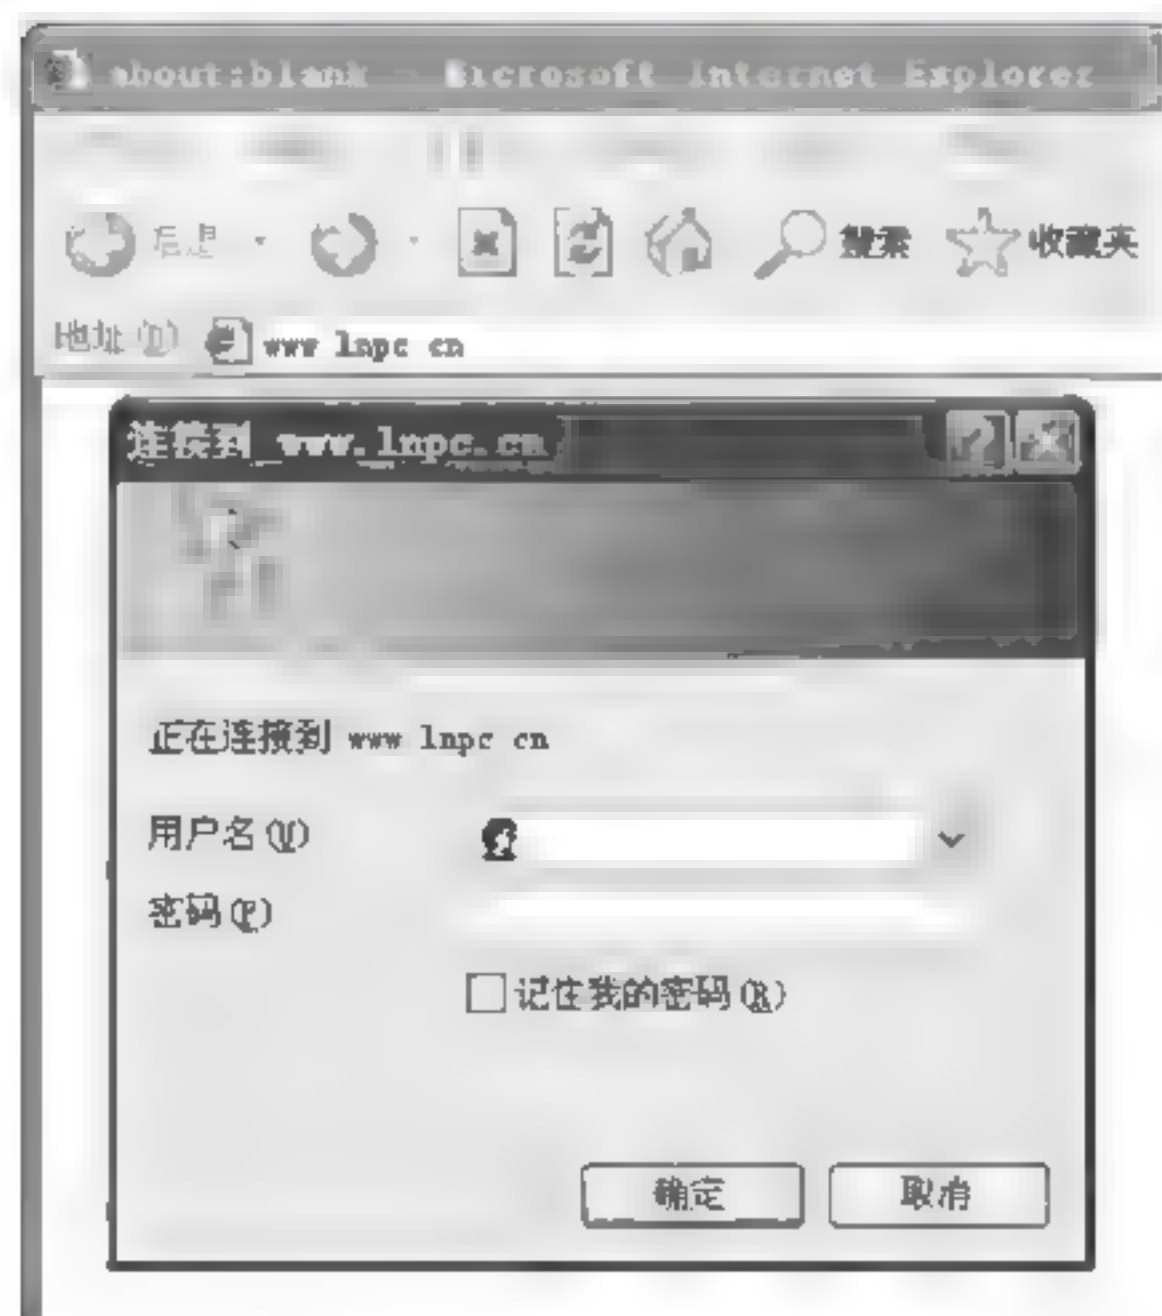 about:blank - Microsoft Internet Explorer
后退 搜索 收藏夹
地址(D) www lnpc cn
连接到 www.lnpc.cn
正在连接到 www lnpc cn
用户名(U)
密码(P)
记住我的密码(R)
确定 取消